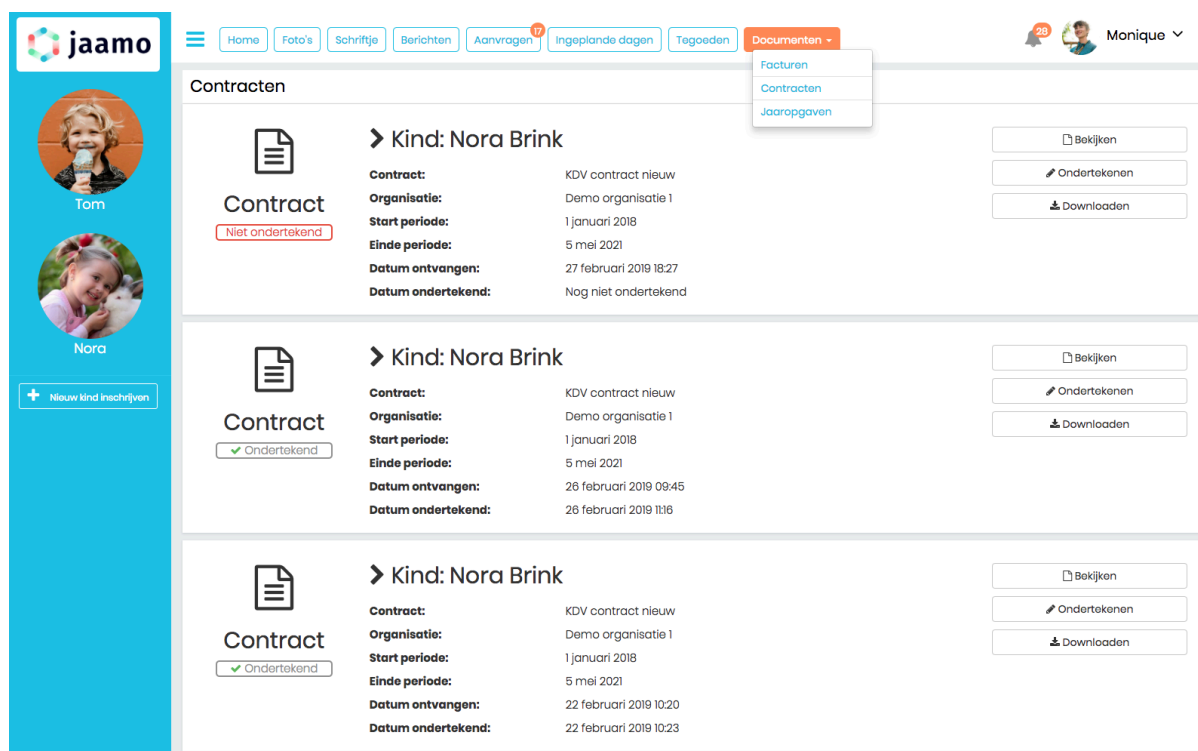 jaamo
Home Foto's Schriftje Berichten Aanvragen 17 Ingeplande dagen Tegoeden Documenten
28 Monique
Facturen
Contracten
Jaaropgaven
Tom
Nora
Nieuw kind inschrijven
Contracten
Contract
Niet ondertekend
Kind: Nora Brink
Contract: KDV contract nieuw
Organisatie: Demo organisatie 1
Start periode: 1 januari 2018
Einde periode: 5 mei 2021
Datum ontvangen: 27 februari 2019 18:27
Datum ondertekend: Nog niet ondertekend
Bekijken
Ondertekenen
Downloaden
Contract
Ondertekend
Kind: Nora Brink
Contract: KDV contract nieuw
Organisatie: Demo organisatie 1
Start periode: 1 januari 2018
Einde periode: 5 mei 2021
Datum ontvangen: 26 februari 2019 09:45
Datum ondertekend: 26 februari 2019 11:16
Bekijken
Ondertekenen
Downloaden
Contract
Ondertekend
Kind: Nora Brink
Contract: KDV contract nieuw
Organisatie: Demo organisatie 1
Start periode: 1 januari 2018
Einde periode: 5 mei 2021
Datum ontvangen: 22 februari 2019 10:20
Datum ondertekend: 22 februari 2019 10:23
Bekijken
Ondertekenen
Downloaden